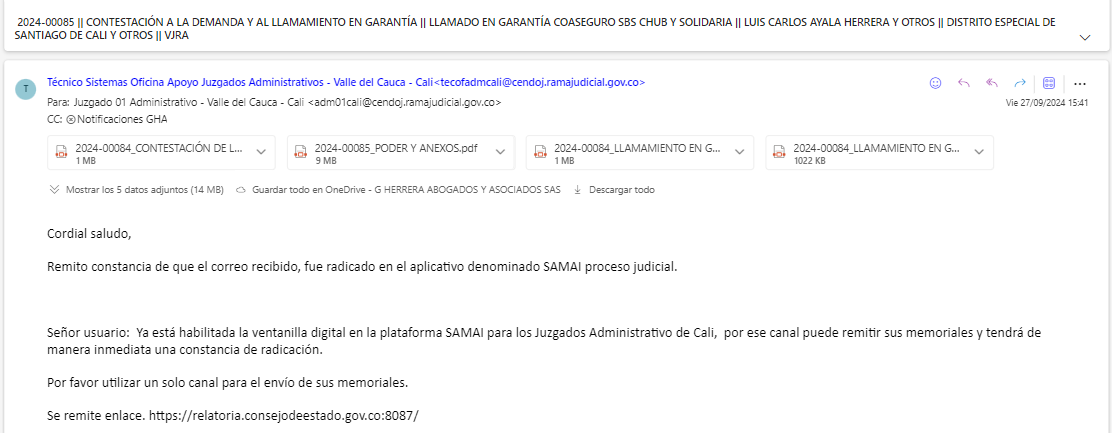 2024-00085 || CONTESTACIÓN A LA DEMANDA Y AL LLAMAMIENTO EN GARANTÍA || LLAMADO EN GARANTÍA COASEGURO SBS CHUB Y SOLIDARIA || LUIS CARLOS AYALA HERRERA Y OTROS || DISTRITO ESPECIAL DE
SANTIAGO DE CALI Y OTROS || VJRA
T
Técnico Sistemas Oficina Apoyo Juzgados Administrativos - Valle del Cauca - Cali<tecofadmcali@cendoj.ramajudicial.gov.co>
Para: Juzgado 01 Administrativo - Valle del Cauca - Cali <adm01cali@cendoj.ramajudicial.gov.co>
Vie 27/09/2024 15:41
CC: Notificaciones GHA
2024-00084_CONTESTACIÓN DE L...
1 MB
2024-00085_PODER Y ANEXOS.pdf
9 MB
2024-00084_LLAMAMIENTO EN G...
1 MB
2024-00084_LLAMAMIENTO EN G...
1022 KB
Mostrar los 5 datos adjuntos (14 MB) Guardar todo en OneDrive - G HERRERA ABOGADOS Y ASOCIADOS SAS Descargar todo
Cordial saludo,
Remito constancia de que el correo recibido, fue radicado en el aplicativo denominado SAMAI proceso judicial.
Señor usuario: Ya está habilitada la ventanilla digital en la plataforma SAMAI para los Juzgados Administrativo de Cali, por ese canal puede remitir sus memoriales y tendrá de
manera inmediata una constancia de radicación.
Por favor utilizar un solo canal para el envío de sus memoriales.
Se remite enlace. https://relatoria.consejodeestado.gov.co:8087/